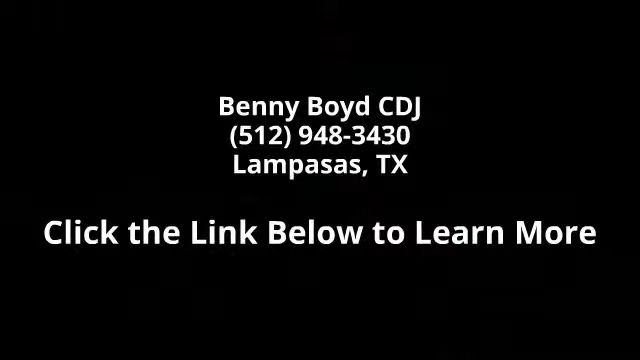 Benny Boyd CDJ
(512) 948-3430
Lampasas, TX
Click the Link Below to Learn More